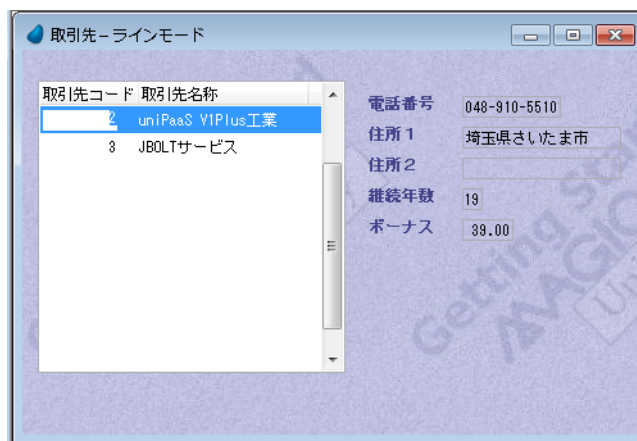 取引先-ラインモード
取引先コード 取引先名称
2 uniPaaS V1Plus工業
3 JBOLTサービス
電話番号 048-910-5510
住所1 埼玉県さいたま市
住所2
継続年数 19
ボーナス 39.00
Getting Star
MAGIC
U